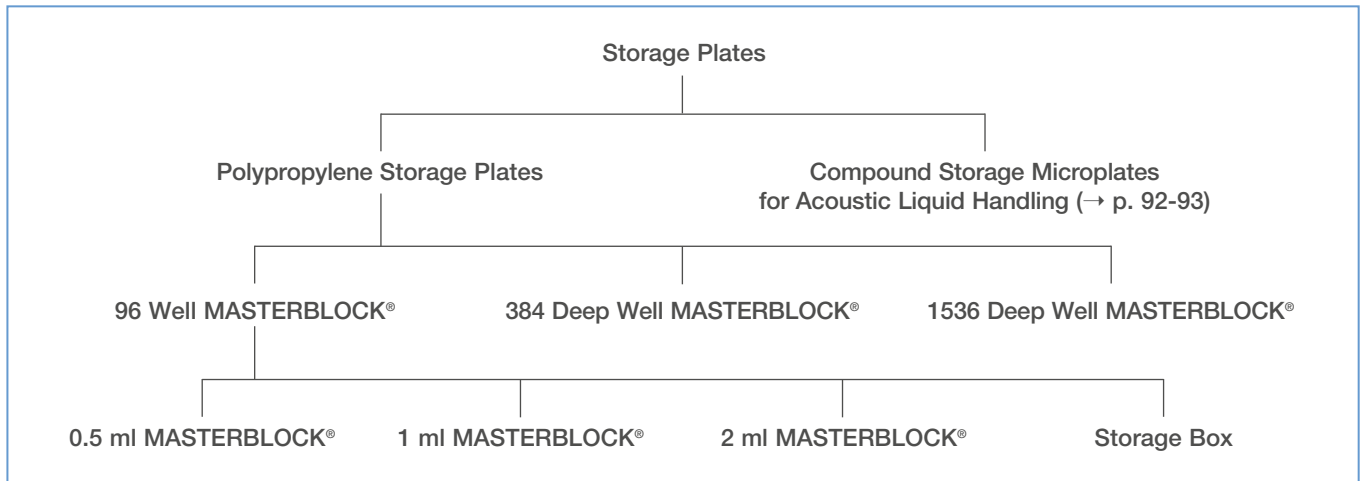 Storage Plates
Polypropylene Storage Plates
Compound Storage Microplates
for Acoustic Liquid Handling (→ p. 92-93)
96 Well MASTERBLOCK®
384 Deep Well MASTERBLOCK®
1536 Deep Well MASTERBLOCK®
0.5 ml MASTERBLOCK®
1 ml MASTERBLOCK®
2 ml MASTERBLOCK®
Storage Box